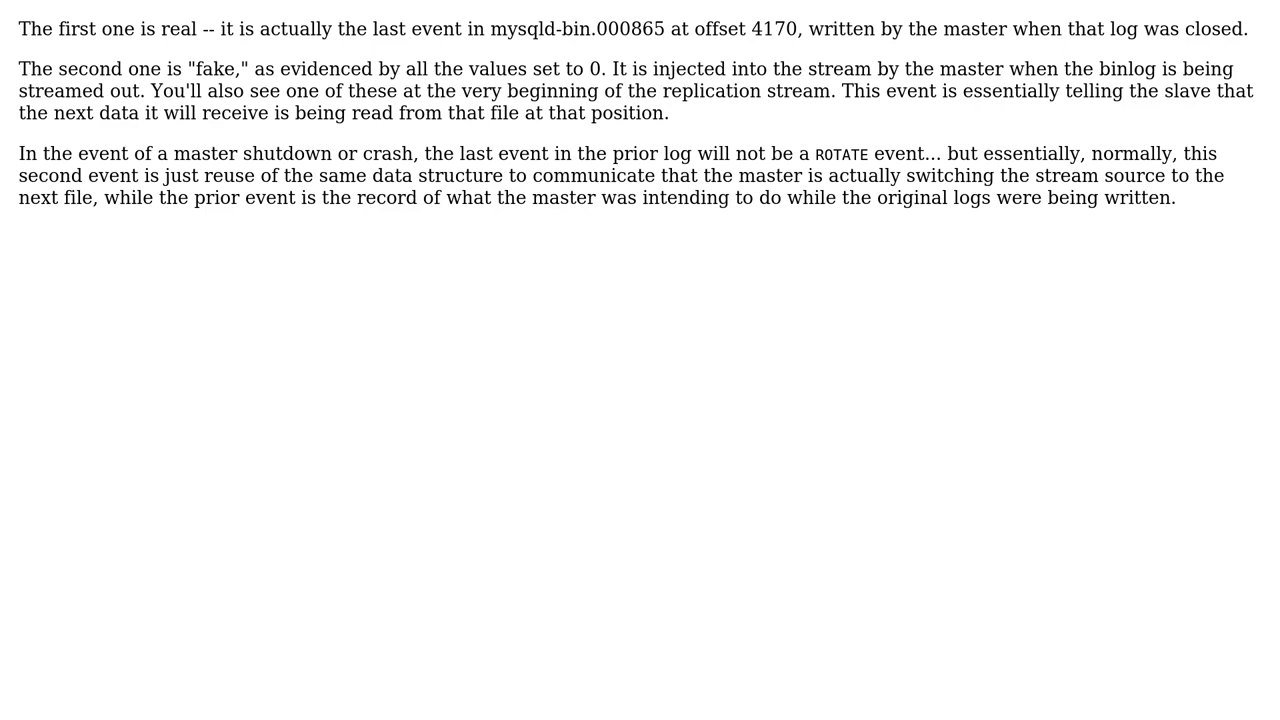 The first one is real -- it is actually the last event in mysqld-bin.000865 at offset 4170, written by the master when that log was closed.
The second one is "fake," as evidenced by all the values set to 0. It is injected into the stream by the master when the binlog is being
streamed out. You'll also see one of these at the very beginning of the replication stream. This event is essentially telling the slave that
the next data it will receive is being read from that file at that position.
In the event of a master shutdown or crash, the last event in the prior log will not be a ROTATE event... but essentially, normally, this
second event is just reuse of the same data structure to communicate that the master is actually switching the stream source to the
next file, while the prior event is the record of what the master was intending to do while the original logs were being written.